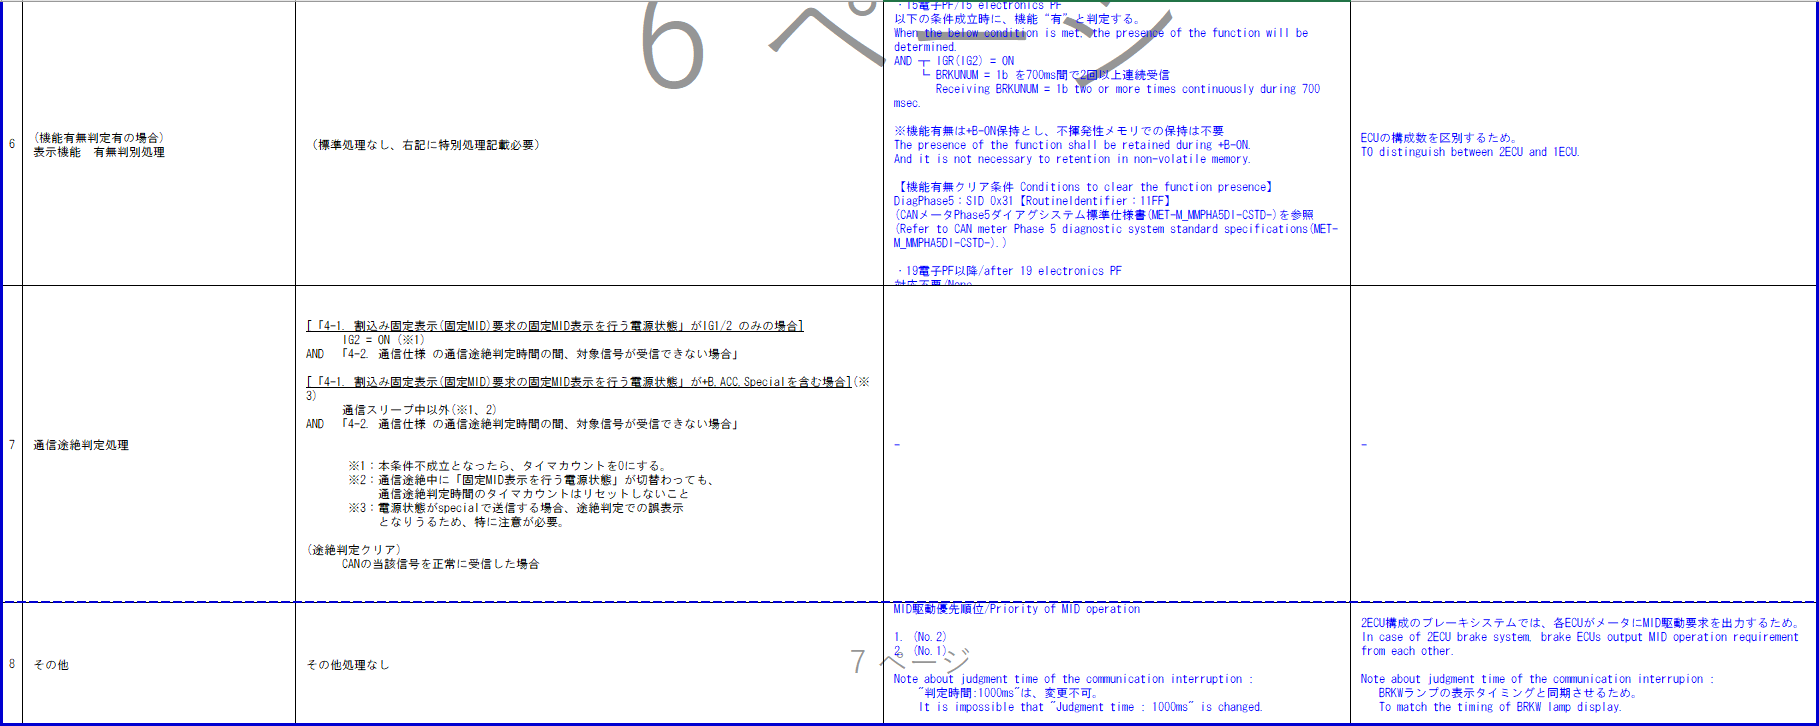 6 ページ
6
(機能有無判定有の場合)
表示機能　有無判別処理
(標準処理なし、右記に特別処理記載必要)
・15電子PF/15 electronics PF
以下の条件成立時に、機能“有”と判定する。
When the below condition is met, the presence of the function will be
determined.
AND ┬ IGR(IG2) = ON
┗ BRKUNUM = 1b を700ms間で2回以上連続受信
Receiving BRKUNUM = 1b two or more times continuously during 700
msec.
※機能有無は+B-ON保持とし、不揮発性メモリでの保持は不要
The presence of the function shall be retained during +B-ON.
And it is not necessary to retention in non-volatile memory.
【機能有無クリア条件 Conditions to clear the function presence】
DiagPhase5：SID 0x31【RoutineIdentifier：11FF】
(CANメータPhase5ダイアグシステム標準仕様書(MET-M_MMPHA5DI-CSTD-)を参照
(Refer to CAN meter Phase 5 diagnostic system standard specifications(MET-
M_MMPHA5DI-CSTD-).)
・19電子PF以降/after 19 electronics PF
対応不要/None
ECUの構成数を区別するため。
TO distinguish between 2ECU and 1ECU.
7
通信途絶判定処理
[「4-1. 割込み固定表示(固定MID)要求の固定MID表示を行う電源状態」がIG1/2 のみの場合]
IG2 = ON (※1)
AND 「4-2. 通信仕様 の通信途絶判定時間の間、対象信号が受信できない場合」
[「4-1. 割込み固定表示(固定MID)要求の固定MID表示を行う電源状態」が+B,ACC,Specialを含む場合](※
3)
通信スリープ中以外(※1、2)
AND 「4-2. 通信仕様 の通信途絶判定時間の間、対象信号が受信できない場合」
※1：本条件不成立となったら、タイマカウントを0にする。
※2：通信途絶中に「固定MID表示を行う電源状態」が切替わっても、
通信途絶判定時間のタイマカウントはリセットしないこと
※3：電源状態がspecialで送信する場合、途絶判定での誤表示
となりうるため、特に注意が必要。
(途絶判定クリア)
CANの当該信号を正常に受信した場合
-
-
8
その他
その他処理なし
MID駆動優先順位/Priority of MID operation
1. (No.2)
2. (No.1)
7 ページ
Note about judgment time of the communication interruption :
"判定時間:1000ms"は、変更不可。
It is impossible that "Judgment time : 1000ms" is changed.
2ECU構成のブレーキシステムでは、各ECUがメータにMID駆動要求を出力するため。
In case of 2ECU brake system, brake ECUs output MID operation requirement
from each other.
Note about judgment time of the communication interrupion :
BRKWランプの表示タイミングと同期させるため。
To match the timing of BRKW lamp display.